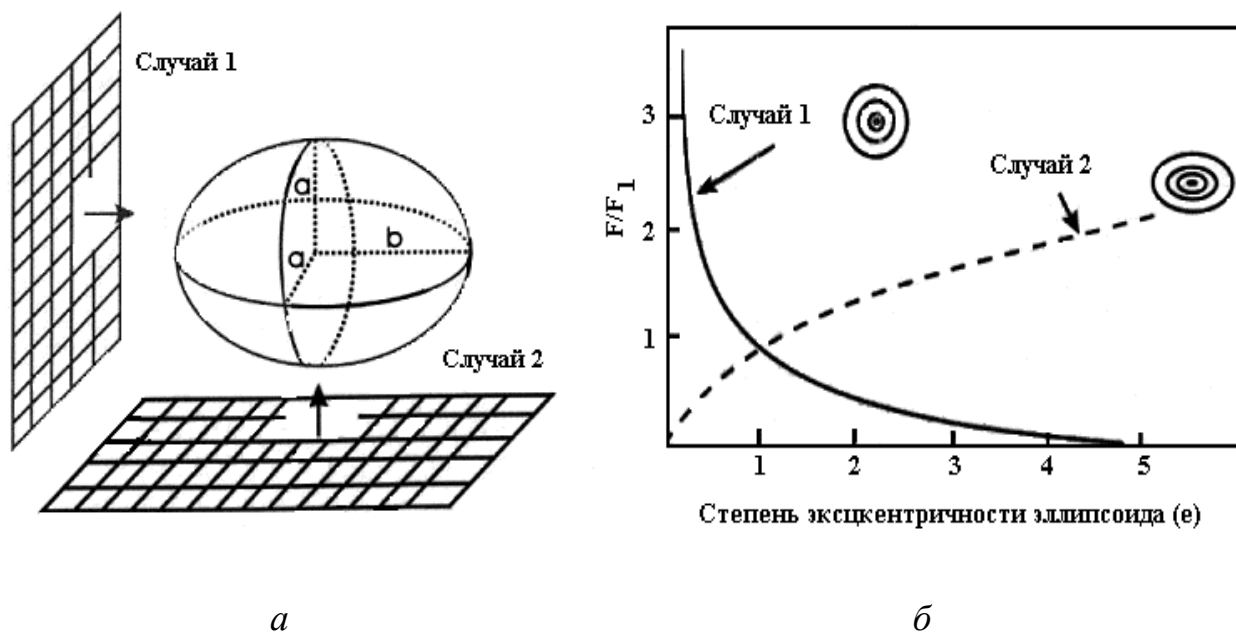 Случай 1
a
a
b
Случай 2
F/F1
3
2
1
Случай 1
Случай 2
1
2
3
4
5
Степень эксцкентричности эллипсоида (e)
а
б